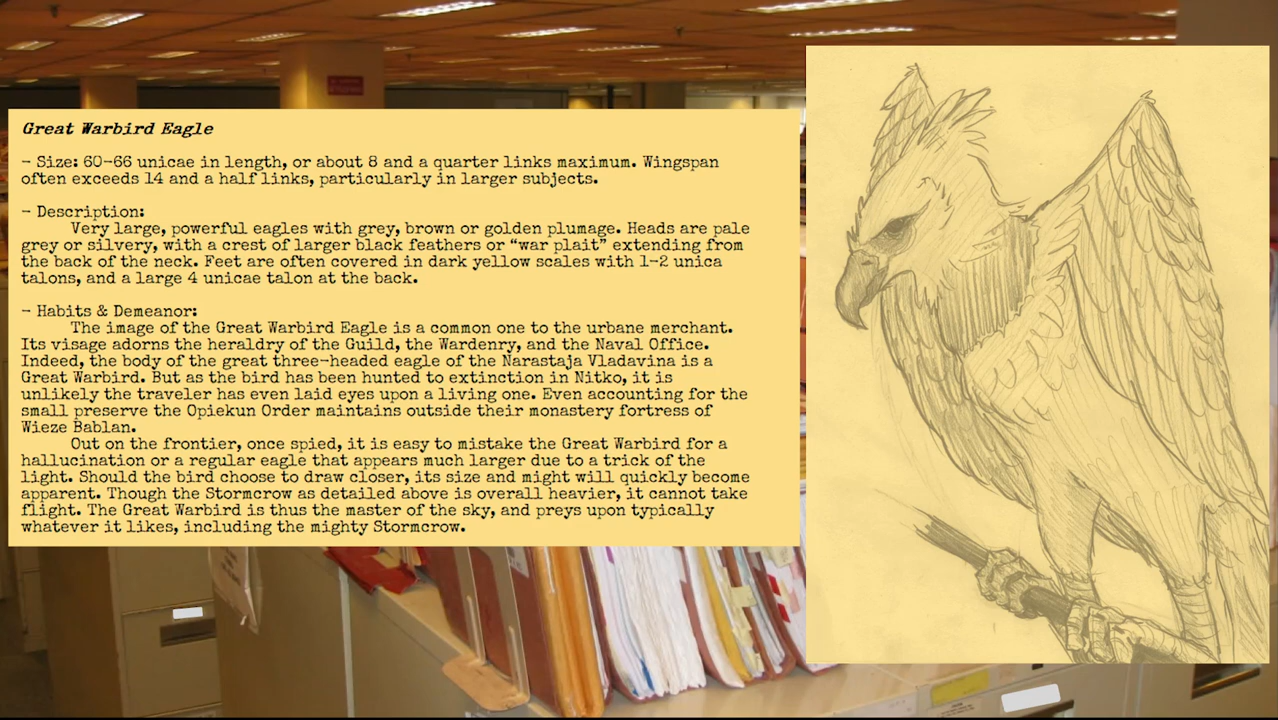 Great Warbird Eagle
- Size: 60-66 unicae in length, or about 8 and a quarter links maximum. Wingspan
often exceeds 14 and a half links, particularly in larger subjects.
- Description:
Very large, powerful eagles with grey, brown or golden plumage. Heads are pale
grey or silvery, with a crest of larger black feathers or “war plait” extending from
the back of the neck. Feet are often covered in dark yellow scales with 1-2 unica
talons, and a large 4 unicae talon at the back.
- Habits & Demeanor:
The image of the Great Warbird Eagle is a common one to the urbane merchant.
Its visage adorns the heraldry of the Guild, the Wardenry, and the Naval Office.
Indeed, the body of the great three-headed eagle of the Narastaja Vladavina is a
Great Warbird. But as the bird has been hunted to extinction in Nitko, it is
unlikely the traveler has even laid eyes upon a living one. Even accounting for the
small preserve the Opiekun Order maintains outside their monastery fortress of
Wieze Bablan.
Out on the frontier, once spied, it is easy to mistake the Great Warbird for a
hallucination or a regular eagle that appears much larger due to a trick of the
light. Should the bird choose to draw closer, its size and might will quickly become
apparent. Though the Stormcrow as detailed above is overall heavier, it cannot take
flight. The Great Warbird is thus the master of the sky, and preys upon typically
whatever it likes, including the mighty Stormcrow.